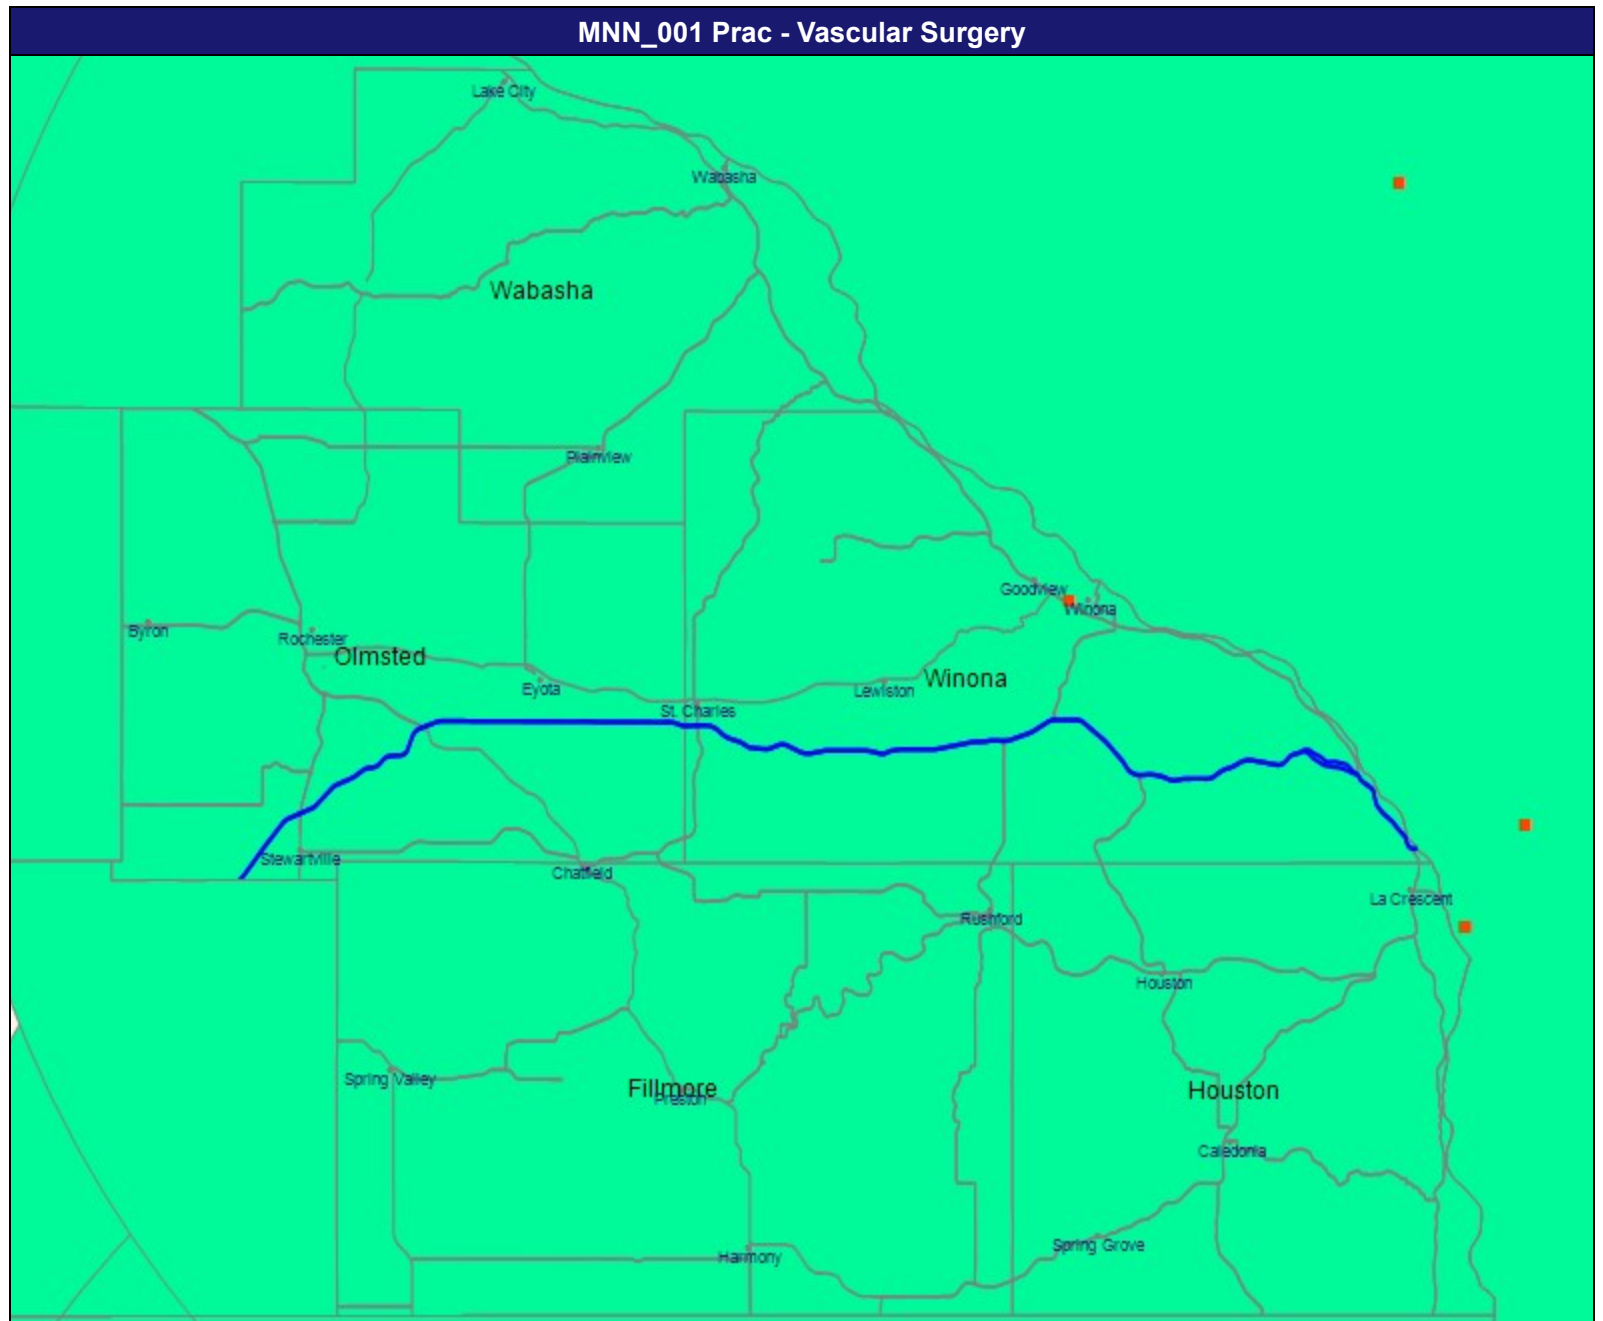 MNN_001 Prac - Vascular Surgery
Lake City
Wabasha
Wabasha
Plainview
Goodview
Winona
Byron
Rochester
Olmsted
Eyota
Lewiston
Winona
St. Charles
Stewartville
Chatfield
La Crescent
Rushford
Houston
Spring Valley
Fillmore
Preston
Houston
Caledonia
Harmony
Spring Grove